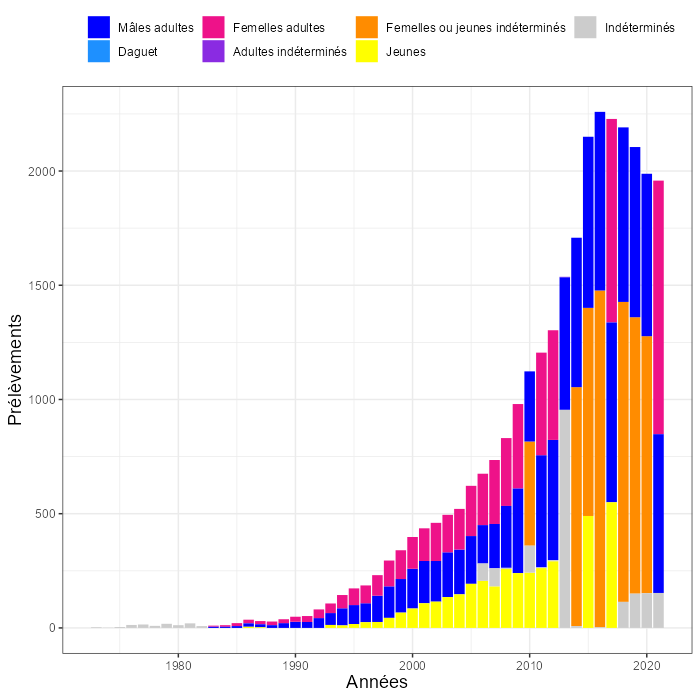 Mâles adultes Femelles adultes Femelles ou jeunes indéterminés Indéterminés
Daguet Adultes indéterminés Jeunes
2000
1500
1000
500
0
Prélèvements
1980 1990 2000 2010 2020
Années